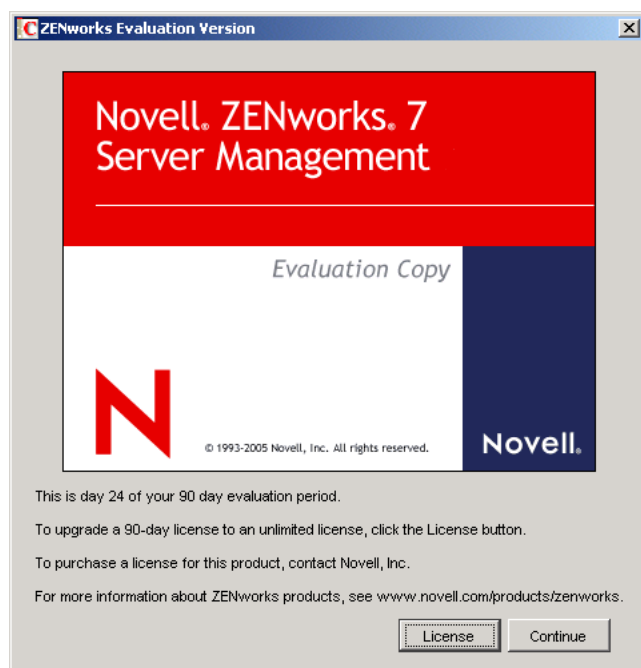 ZENworks Evaluation Version
Novell® ZENworks® 7
Server Management
Evaluation Copy
© 1993-2005 Novell, Inc. All rights reserved.
Novell®
This is day 24 of your 90 day evaluation period.
To upgrade a 90-day license to an unlimited license, click the License button.
To purchase a license for this product, contact Novell, Inc.
For more information about ZENworks products, see www.novell.com/products/zenworks.
License Continue